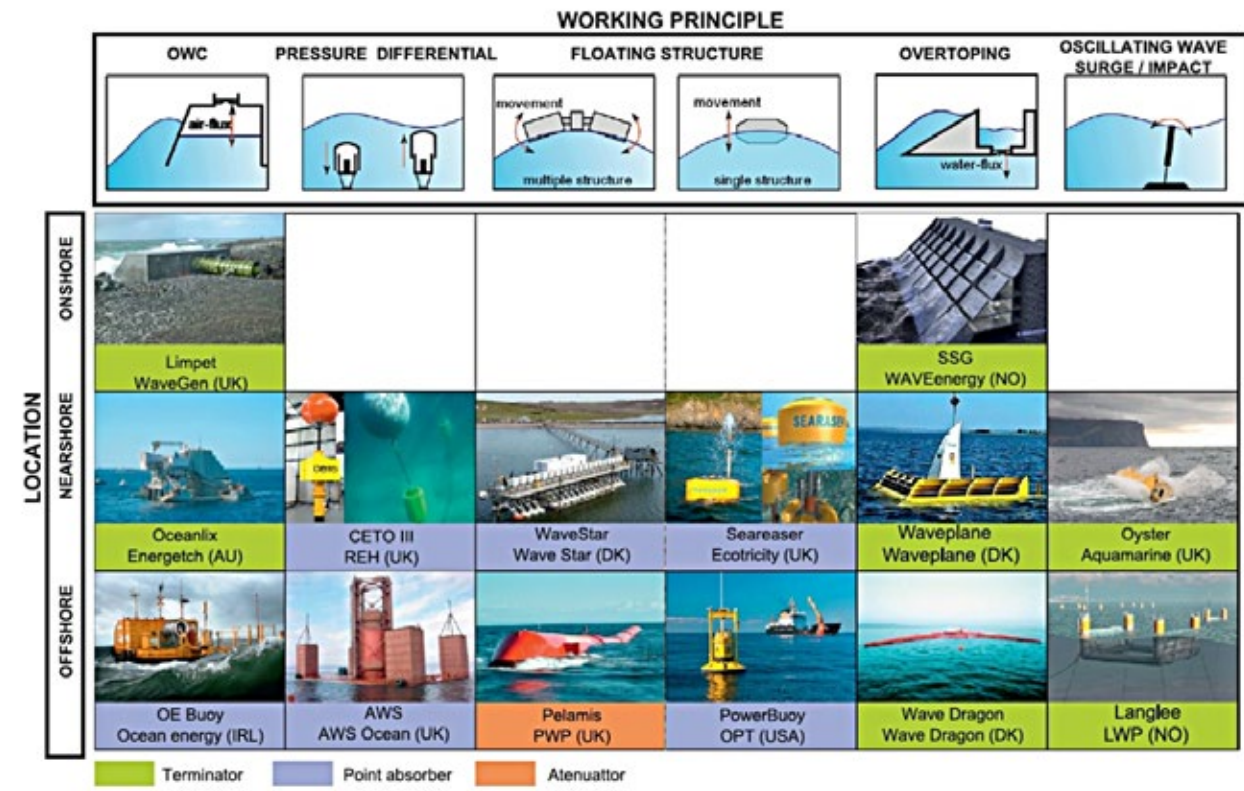 WORKING PRINCIPLE
OWC
PRESSURE DIFFERENTIAL
FLOATING STRUCTURE
OVERTOPING
OSCILLATING WAVE
SURGE / IMPACT
air-flux
movement
multiple structure
movement
single structure
water-flux
LOCATION
ONSHORE
Limpet
WaveGen (UK)
SSG
WAVEenergy (NO)
NEARSHORE
SEARASER
Oceanlix
Energetch (AU)
CETO III
REH (UK)
WaveStar
Wave Star (DK)
Seareaser
Ecotricity (UK)
Waveplane
Waveplane (DK)
Oyster
Aquamarine (UK)
OFFSHORE
OE Buoy
Ocean energy (IRL)
AWS
AWS Ocean (UK)
Pelamis
PWP (UK)
PowerBuoy
OPT (USA)
Wave Dragon
Wave Dragon (DK)
Langlee
LWP (NO)
Terminator
Point absorber
Atenuattor